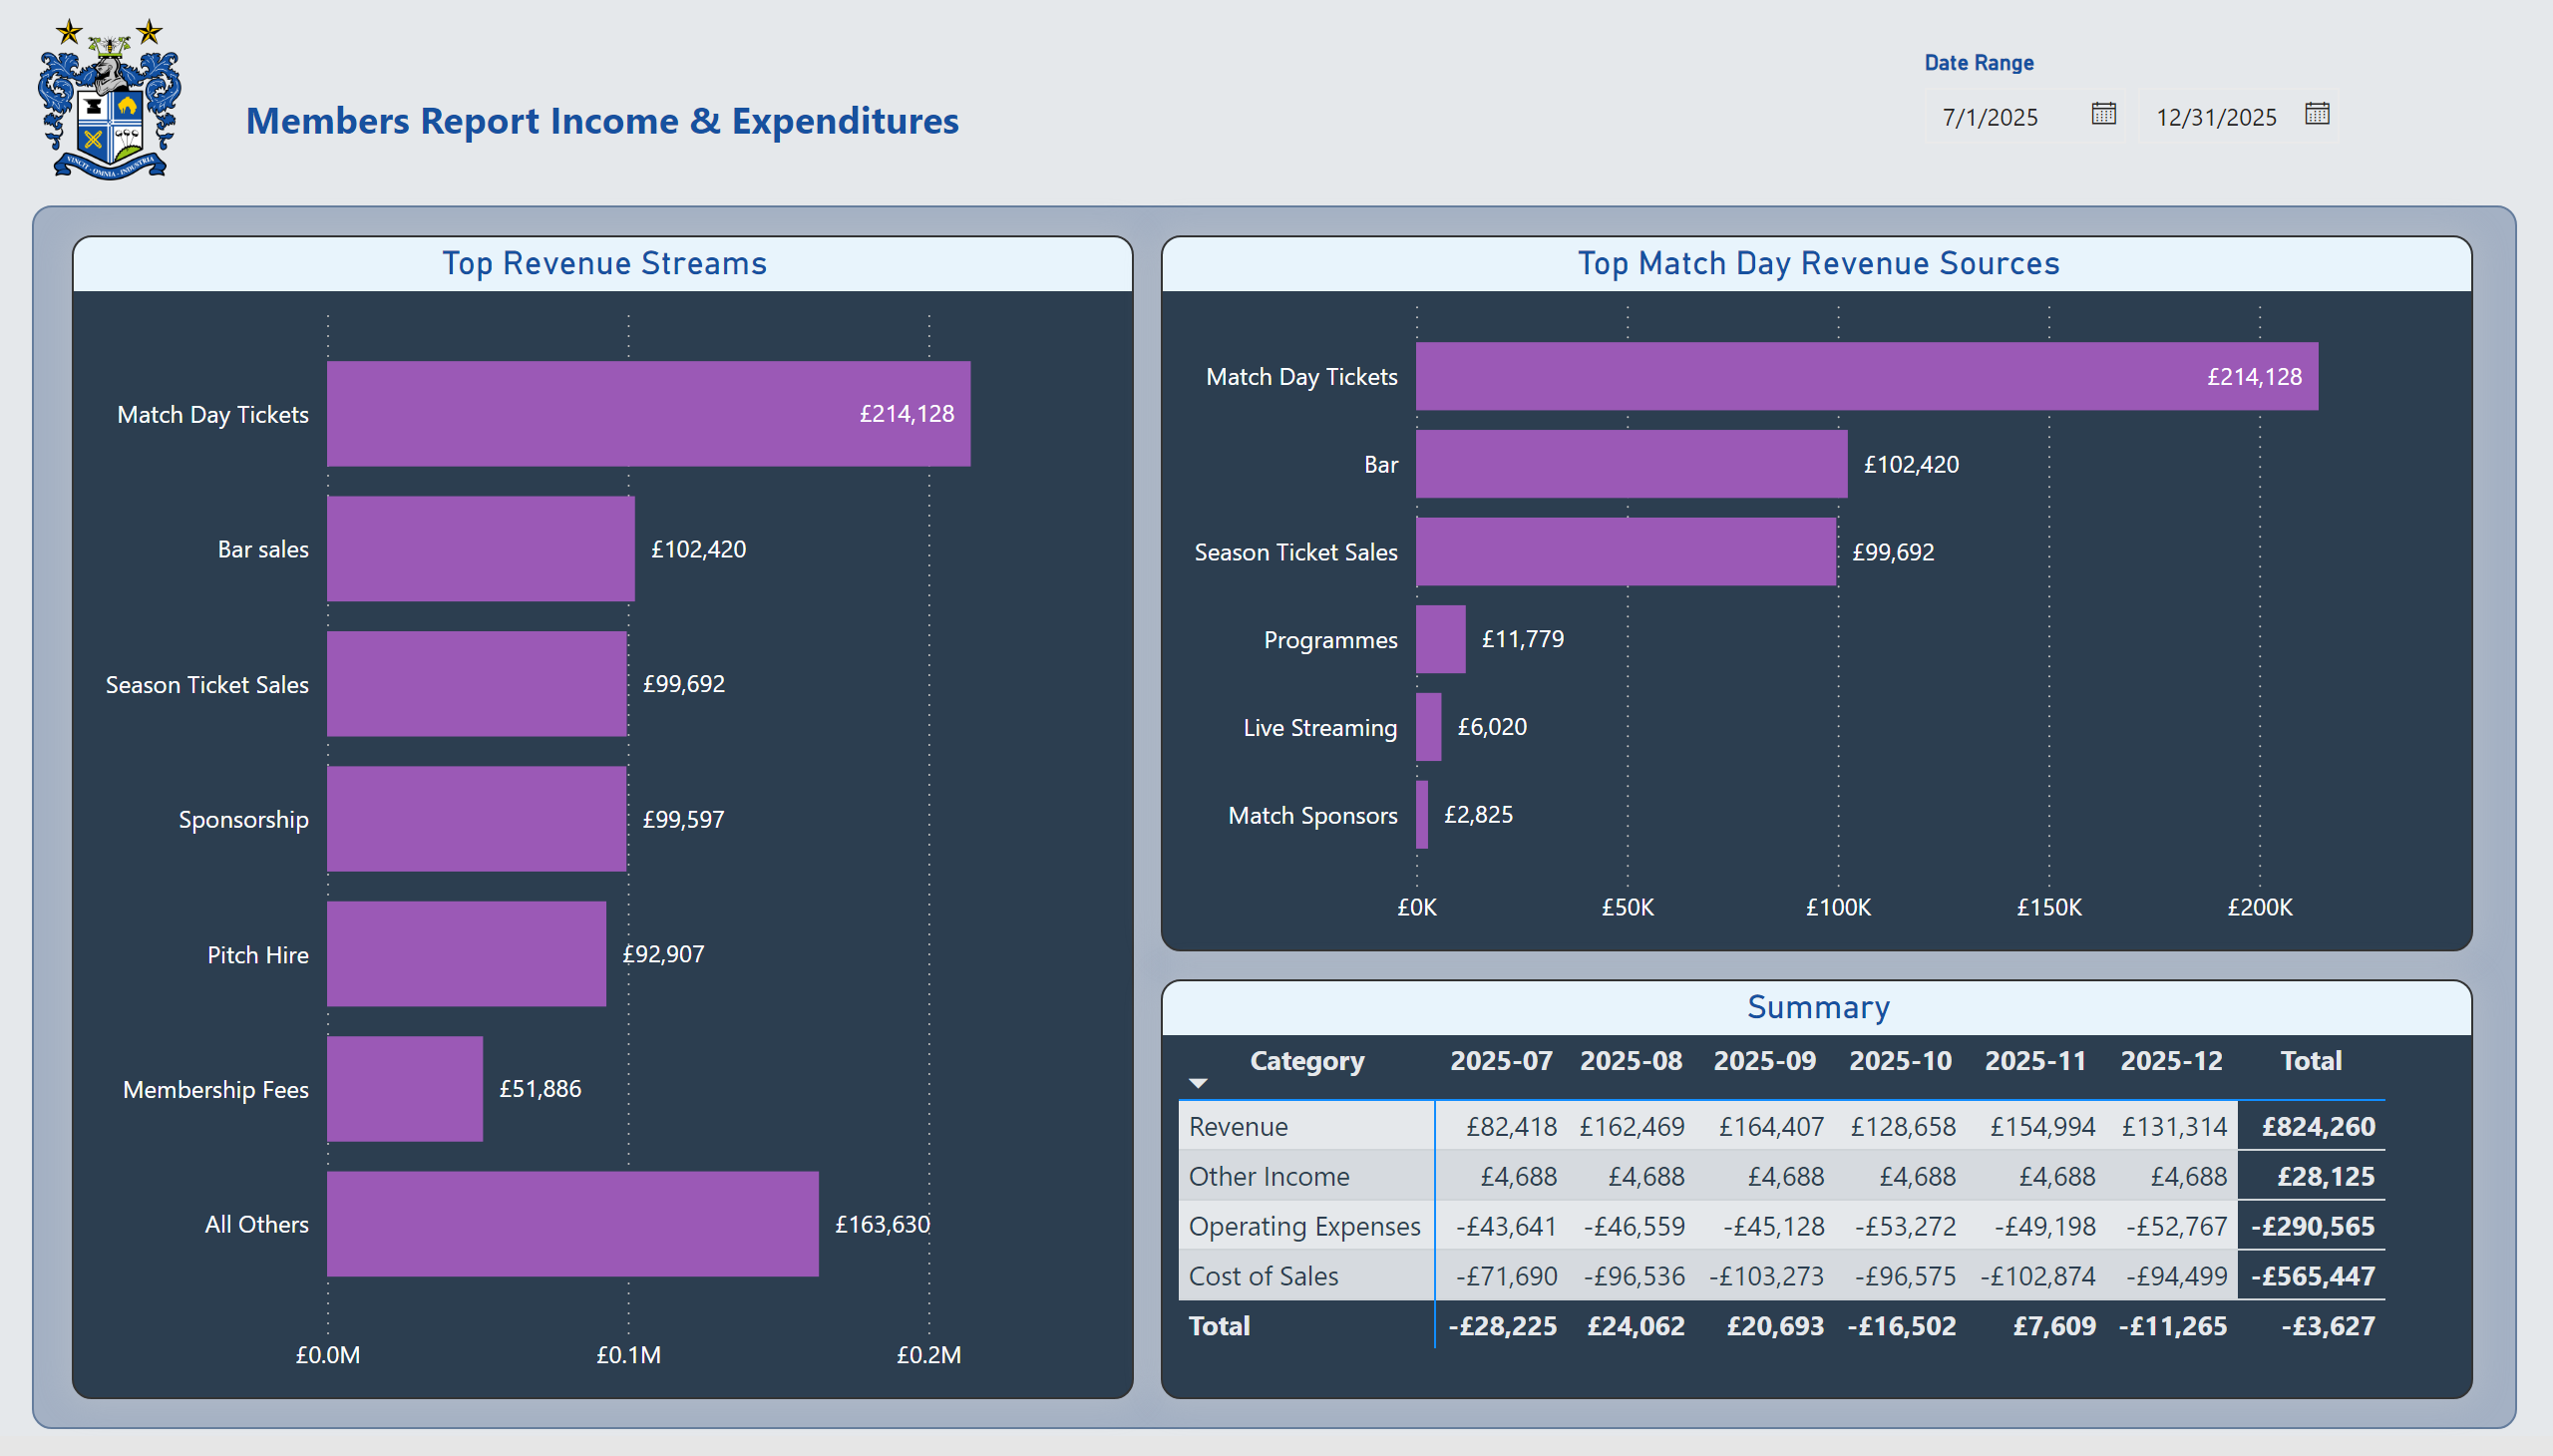 VINCIT - OMNIA - INDUSTRIA
Members Report Income & Expenditures
Date Range
7/1/2025 12/31/2025
Top Revenue Streams
Match Day Tickets £214,128
Bar sales £102,420
Season Ticket Sales £99,692
Sponsorship £99,597
Pitch Hire £92,907
Membership Fees £51,886
All Others £163,630
£0.0M £0.1M £0.2M
Top Match Day Revenue Sources
Match Day Tickets £214,128
Bar £102,420
Season Ticket Sales £99,692
Programmes £11,779
Live Streaming £6,020
Match Sponsors £2,825
£0K £50K £100K £150K £200K
Summary
Category 2025-07 2025-08 2025-09 2025-10 2025-11 2025-12 Total
Revenue £82,418 £162,469 £164,407 £128,658 £154,994 £131,314 £824,260
Other Income £4,688 £4,688 £4,688 £4,688 £4,688 £4,688 £28,125
Operating Expenses -£43,641 -£46,559 -£45,128 -£53,272 -£49,198 -£52,767 -£290,565
Cost of Sales -£71,690 -£96,536 -£103,273 -£96,575 -£102,874 -£94,499 -£565,447
Total -£28,225 £24,062 £20,693 -£16,502 £7,609 -£11,265 -£3,627